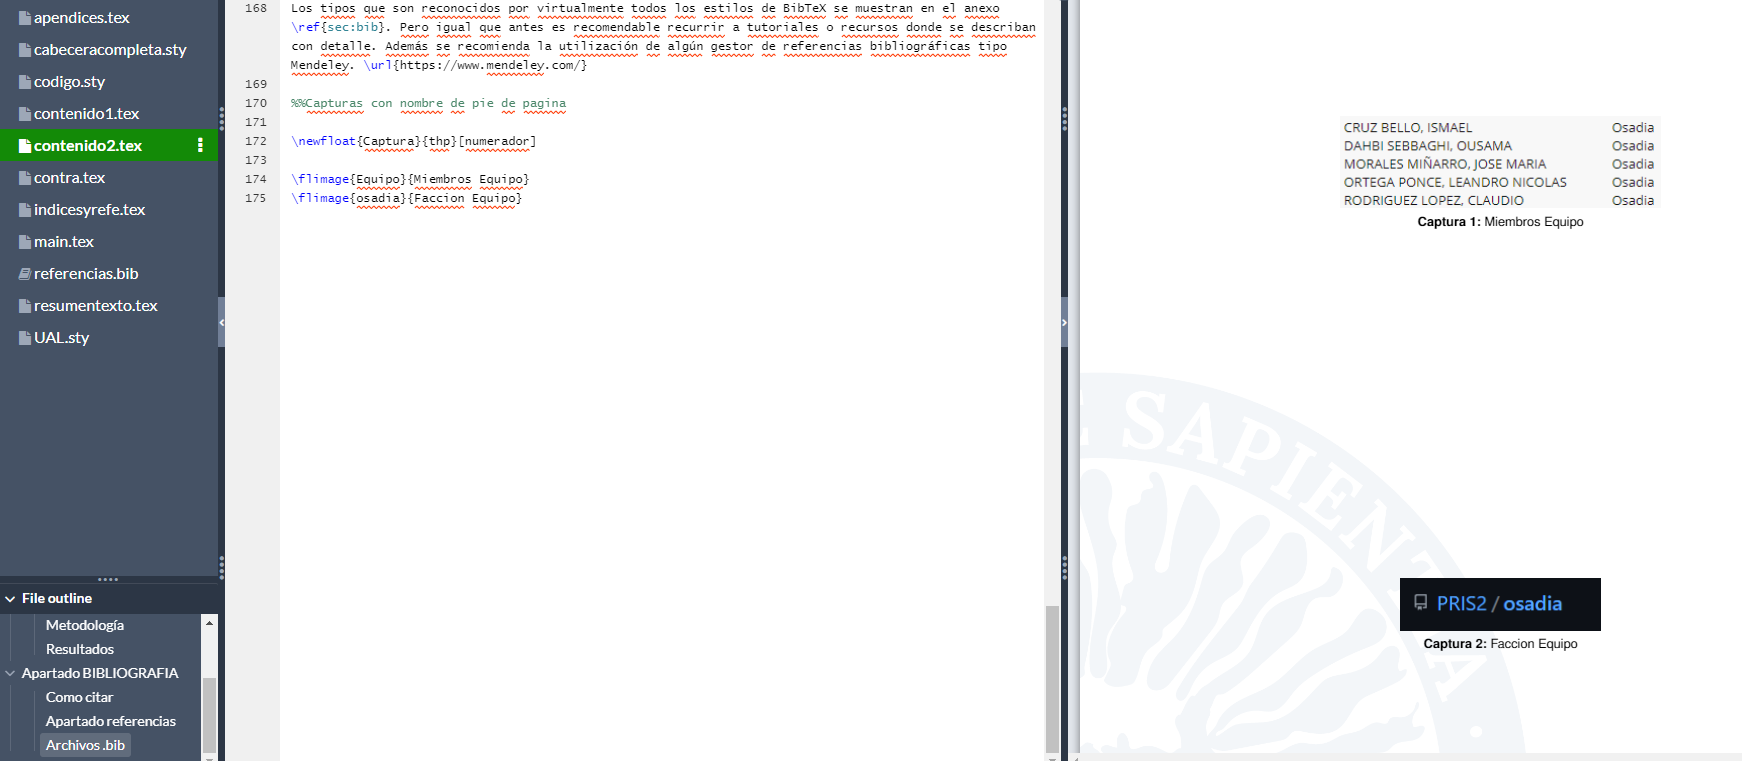 apendices.tex
cabeceracompleta.sty
codigo.sty
contenido1.tex
contenido2.tex
contra.tex
indicesyrefe.tex
main.tex
referencias.bib
resumentexto.tex
UAL.sty
File outline
Metodología
Resultados
Apartado BIBLIOGRAFIA
Como citar
Apartado referencias
Archivos .bib
168 Los tipos que son reconocidos por virtualmente todos los estilos de BibTeX se muestran en el anexo
\ref{sec:bib}. Pero igual que antes es recomendable recurrir a tutoriales o recursos donde se describan
con detalle. Además se recomienda la utilización de algún gestor de referencias bibliográficas tipo
Mendeley. \url{https://www.mendeley.com/}
169
170 %%Capturas con nombre de pie de pagina
171
172 \newfloat{Captura}{thp}[numerador]
173
174 \flimage{Equipo}{Miembros Equipo}
175 \flimage{osadia}{Faccion Equipo}
CRUZ BELLO, ISMAEL Osadia
DAHBI SEBBAGHI, OUSAMA Osadia
MORALES MIÑARRO, JOSE MARIA Osadia
ORTEGA PONCE, LEANDRO NICOLAS Osadia
RODRIGUEZ LOPEZ, CLAUDIO Osadia
Captura 1: Miembros Equipo
E SAPIENTIA
PRIS2 / osadia
Captura 2: Faccion Equipo